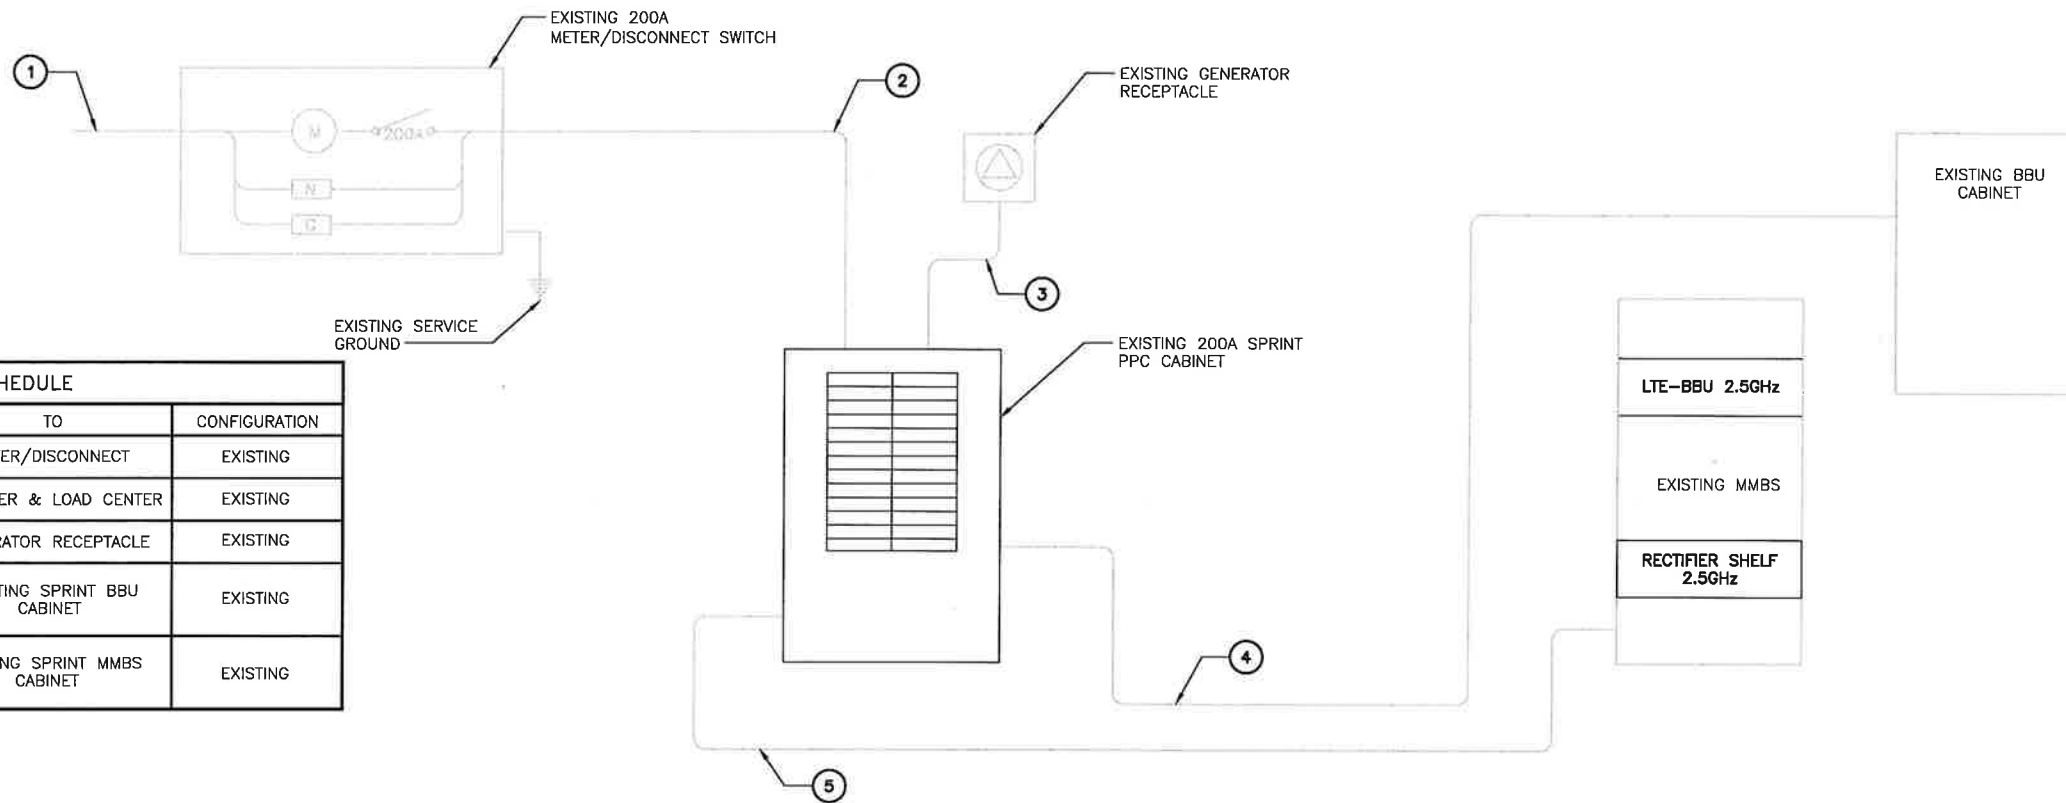 EXISTING 200A
METER/DISCONNECT SWITCH
1
2
EXISTING GENERATOR
RECEPTACLE
M
200A
N
G
EXISTING BBU
CABINET
3
EXISTING SERVICE
GROUND
EXISTING 200A SPRINT
PPC CABINET
HEDULE
TO
CONFIGURATION
ER/DISCONNECT
EXISTING
ER & LOAD CENTER
EXISTING
RATOR RECEPTACLE
EXISTING
TING SPRINT BBU
CABINET
EXISTING
NG SPRINT MMBS
CABINET
EXISTING
LTE-BBU 2.5GHz
EXISTING MMBS
RECTIFIER SHELF
2.5GHz
4
5